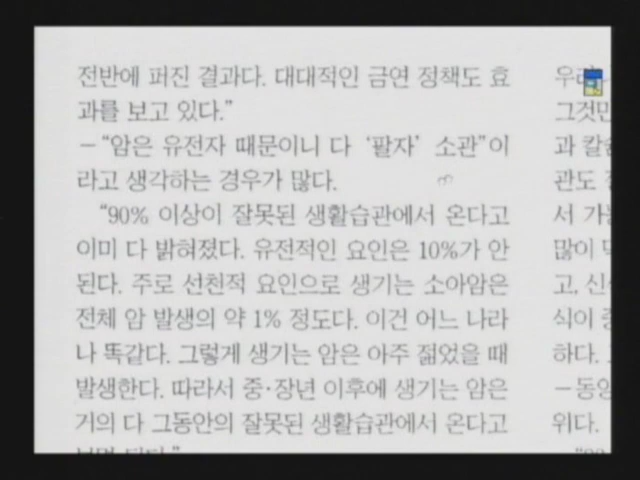 전반에 퍼진 결과다. 대대적인 금연 정책도 효
과를 보고 있다.”
－“암은 유전자 때문이니 다 ‘팔자’ 소관”이
라고 생각하는 경우가 많다.
“90% 이상이 잘못된 생활습관에서 온다고
이미 다 밝혀졌다. 유전적인 요인은 10%가 안
된다. 주로 선천적 요인으로 생기는 소아암은
전체 암 발생의 약 1% 정도다. 이건 어느 나라
나 똑같다. 그렇게 생기는 암은 아주 젊었을 때
발생한다. 따라서 중·장년 이후에 생기는 암은
거의 다 그동안의 잘못된 생활습관에서 온다고
그것만
과 칼슘
관도
서 가
많이
고, 신
식이
하다.
－동양
위다.